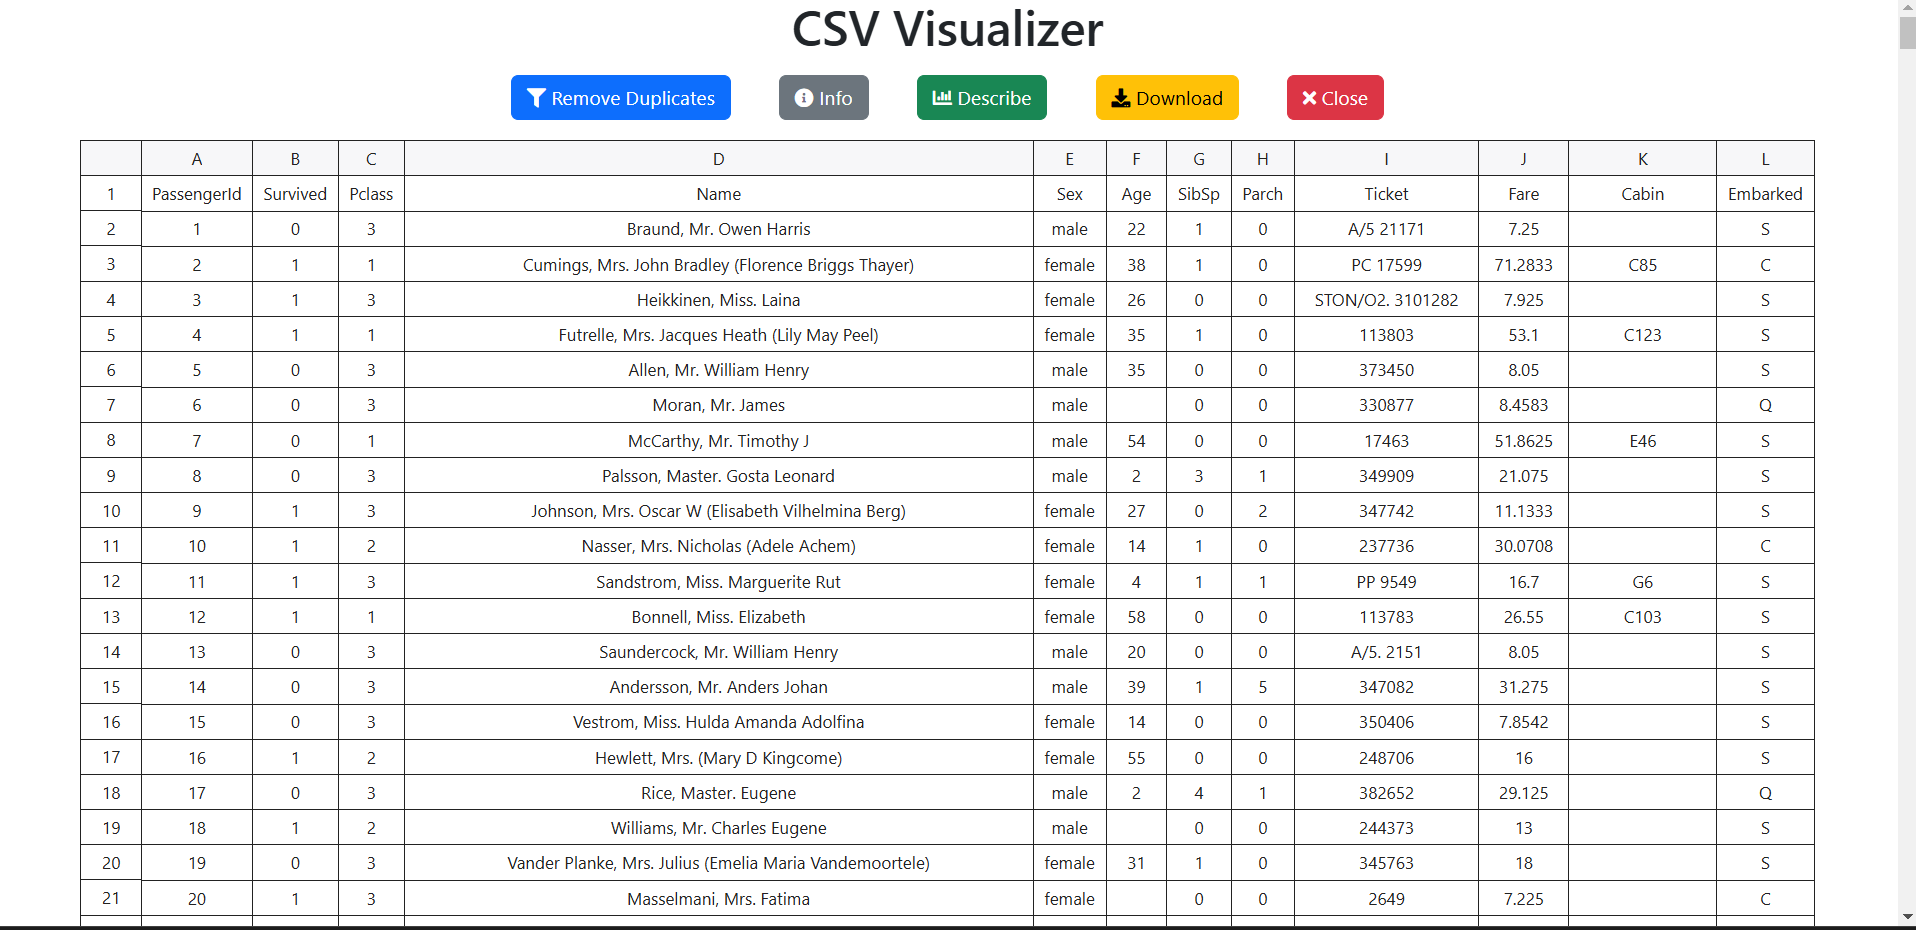 CSV Visualizer
Remove Duplicates Info Describe Download Close
A B C D E F G H I J K L
1 PassengerId Survived Pclass Name Sex Age SibSp Parch Ticket Fare Cabin Embarked
2 1 0 3 Braund, Mr. Owen Harris male 22 1 0 A/5 21171 7.25 S
3 2 1 1 Cumings, Mrs. John Bradley (Florence Briggs Thayer) female 38 1 0 PC 17599 71.2833 C85 C
4 3 1 3 Heikkinen, Miss. Laina female 26 0 0 STON/O2. 3101282 7.925 S
5 4 1 1 Futrelle, Mrs. Jacques Heath (Lily May Peel) female 35 1 0 113803 53.1 C123 S
6 5 0 3 Allen, Mr. William Henry male 35 0 0 373450 8.05 S
7 6 0 3 Moran, Mr. James male 0 0 330877 8.4583 Q
8 7 0 1 McCarthy, Mr. Timothy J male 54 0 0 17463 51.8625 E46 S
9 8 0 3 Palsson, Master. Gosta Leonard male 2 3 1 349909 21.075 S
10 9 1 3 Johnson, Mrs. Oscar W (Elisabeth Vilhelmina Berg) female 27 0 2 347742 11.1333 S
11 10 1 2 Nasser, Mrs. Nicholas (Adele Achem) female 14 1 0 237736 30.0708 C
12 11 1 3 Sandstrom, Miss. Marguerite Rut female 4 1 1 PP 9549 16.7 G6 S
13 12 1 1 Bonnell, Miss. Elizabeth female 58 0 0 113783 26.55 C103 S
14 13 0 3 Saundercock, Mr. William Henry male 20 0 0 A/5. 2151 8.05 S
15 14 0 3 Andersson, Mr. Anders Johan male 39 1 5 347082 31.275 S
16 15 0 3 Vestrom, Miss. Hulda Amanda Adolfina female 14 0 0 350406 7.8542 S
17 16 1 2 Hewlett, Mrs. (Mary D Kingcome) female 55 0 0 248706 16 S
18 17 0 3 Rice, Master. Eugene male 2 4 1 382652 29.125 Q
19 18 1 2 Williams, Mr. Charles Eugene male 0 0 244373 13 S
20 19 0 3 Vander Planke, Mrs. Julius (Emelia Maria Vandemoortele) female 31 1 0 345763 18 S
21 20 1 3 Masselmani, Mrs. Fatima female 0 0 2649 7.225 C